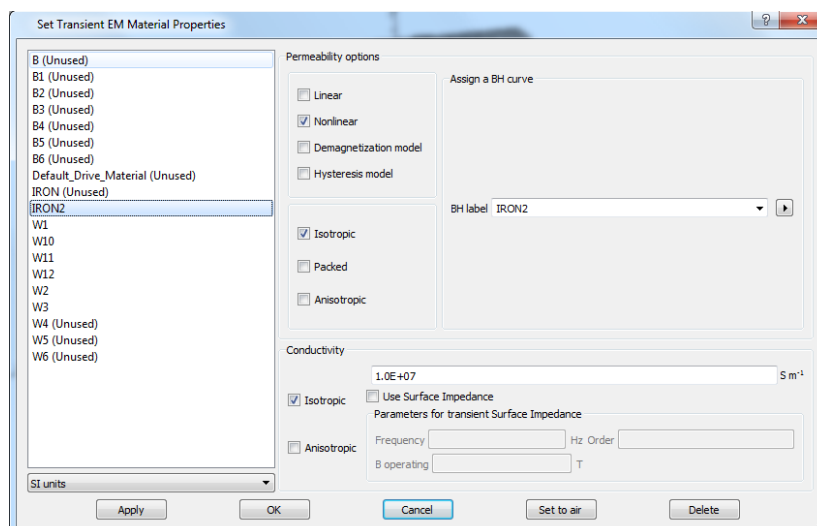 Set Transient EM Material Properties
?
B (Unused)
B1 (Unused)
B2 (Unused)
B3 (Unused)
B4 (Unused)
B5 (Unused)
B6 (Unused)
Default_Drive_Material (Unused)
IRON (Unused)
IRON2
W1
W10
W11
W12
W2
W3
W4 (Unused)
W5 (Unused)
W6 (Unused)
SI units
Permeability options
Linear
Nonlinear
Demagnetization model
Hysteresis model
Isotropic
Packed
Anisotropic
Assign a BH curve
BH label IRON2
Conductivity
1.0E+07 S m⁻¹
Isotropic
Use Surface Impedance
Parameters for transient Surface Impedance
Anisotropic
Frequency Hz Order
B operating T
Apply OK Cancel Set to air Delete